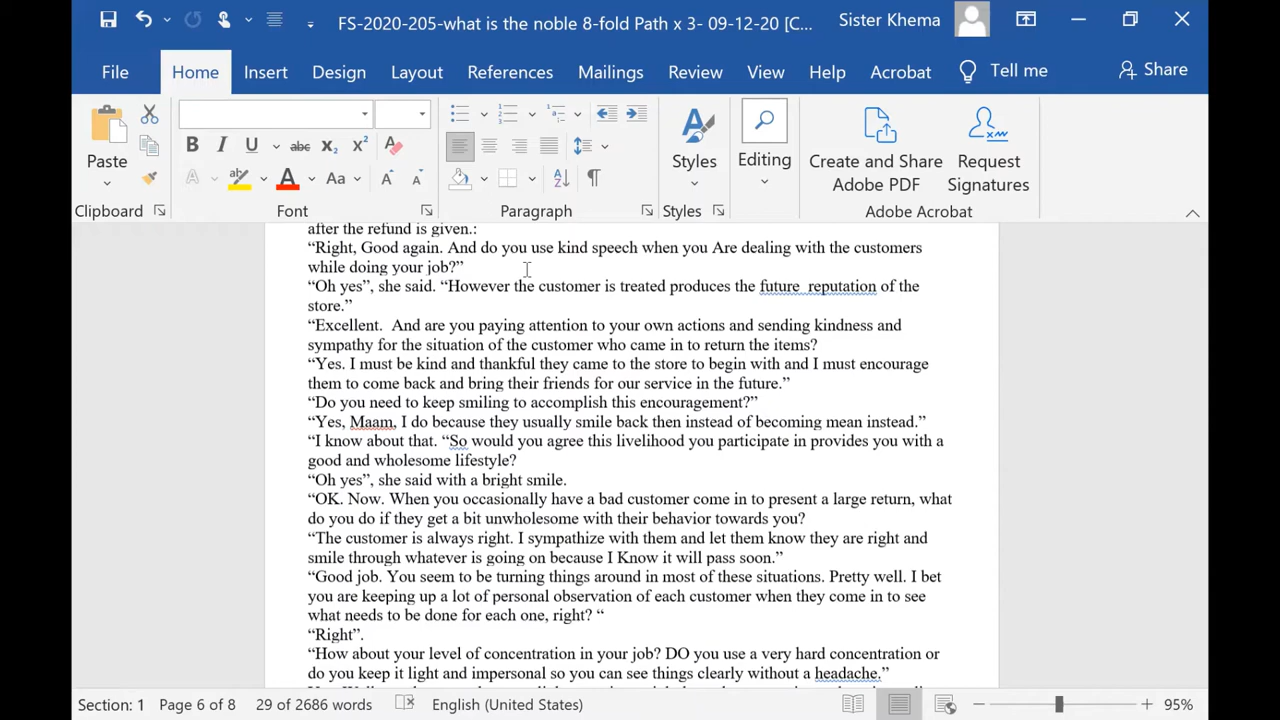 FS-2020-205-what is the noble 8-fold Path x 3- 09-12-20 [C... Sister Khema
File Home Insert Design Layout References Mailings Review View Help Acrobat Tell me Share
Paste
Clipboard
B I U abc X₂ X²
A Aa A A
Font
Paragraph
Styles
Styles
Editing
Create and Share Adobe PDF
Request Signatures
Adobe Acrobat
after the refund is given.:
“Right, Good again. And do you use kind speech when you Are dealing with the customers
while doing your job?”
“Oh yes”, she said. “However the customer is treated produces the future  reputation of the
store.”
“Excellent.  And are you paying attention to your own actions and sending kindness and
sympathy for the situation of the customer who came in to return the items?
“Yes. I must be kind and thankful they came to the store to begin with and I must encourage
them to come back and bring their friends for our service in the future.”
“Do you need to keep smiling to accomplish this encouragement?”
“Yes, Maam, I do because they usually smile back then instead of becoming mean instead.”
“I know about that. “So would you agree this livelihood you participate in provides you with a
good and wholesome lifestyle?
“Oh yes”, she said with a bright smile.
“OK. Now. When you occasionally have a bad customer come in to present a large return, what
do you do if they get a bit unwholesome with their behavior towards you?
“The customer is always right. I sympathize with them and let them know they are right and
smile through whatever is going on because I Know it will pass soon.”
“Good job. You seem to be turning things around in most of these situations. Pretty well. I bet
you are keeping up a lot of personal observation of each customer when they come in to see
what needs to be done for each one, right? “
“Right”.
“How about your level of concentration in your job? DO you use a very hard concentration or
do you keep it light and impersonal so you can see things clearly without a headache.”
Section: 1 Page 6 of 8 29 of 2686 words English (United States) 95%